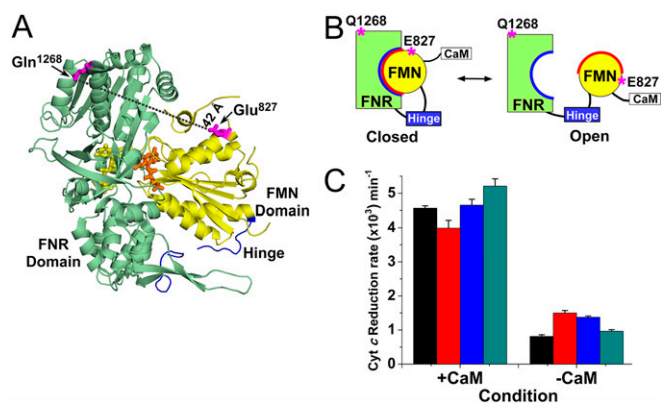 A
Gln1268
42 Å
Glu827
FMN
Domain
FNR
Domain
Hinge
B
Q1268
E827
FMN
CaM
FNR
Hinge
Closed
Q1268
FMN
E827
CaM
FNR
Hinge
Open
C
Cyt c Reduction rate (x10³) min⁻¹
5
4
3
2
1
0
+CaM
-CaM
Condition